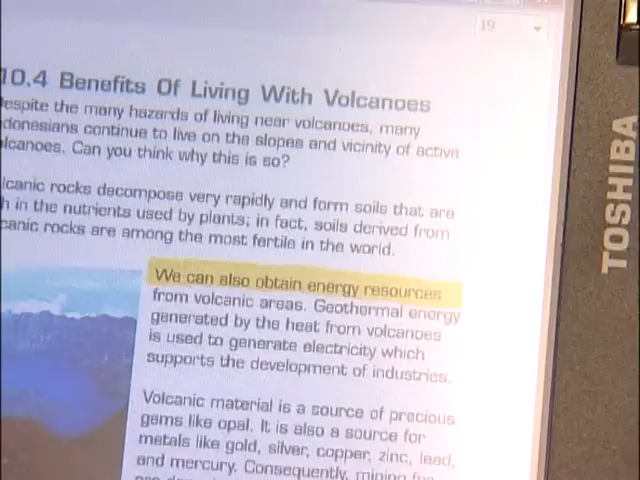 19
10.4 Benefits Of Living With Volcanoes
espite the many hazards of living near volcanoes, many
donesians continue to live on the slopes and vicinity of active
lcanoes. Can you think why this is so?
lcanic rocks decompose very rapidly and form soils that are
h in the nutrients used by plants; in fact, soils derived from
canic rocks are among the most fertile in the world.
We can also obtain energy resources
from volcanic areas. Geothermal energy
generated by the heat from volcanoes
is used to generate electricity which
supports the development of industries.
Volcanic material is a source of precious
gems like opal. It is also a source for
metals like gold, silver, copper, zinc, lead,
and mercury. Consequently, mining
TOSHIBA